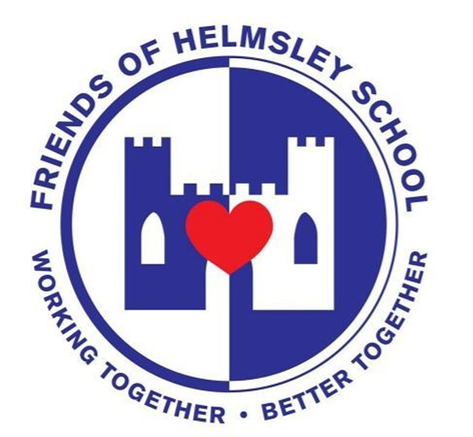 FRIENDS OF HELMSLEY SCHOOL
WORKING TOGETHER • BETTER TOGETHER